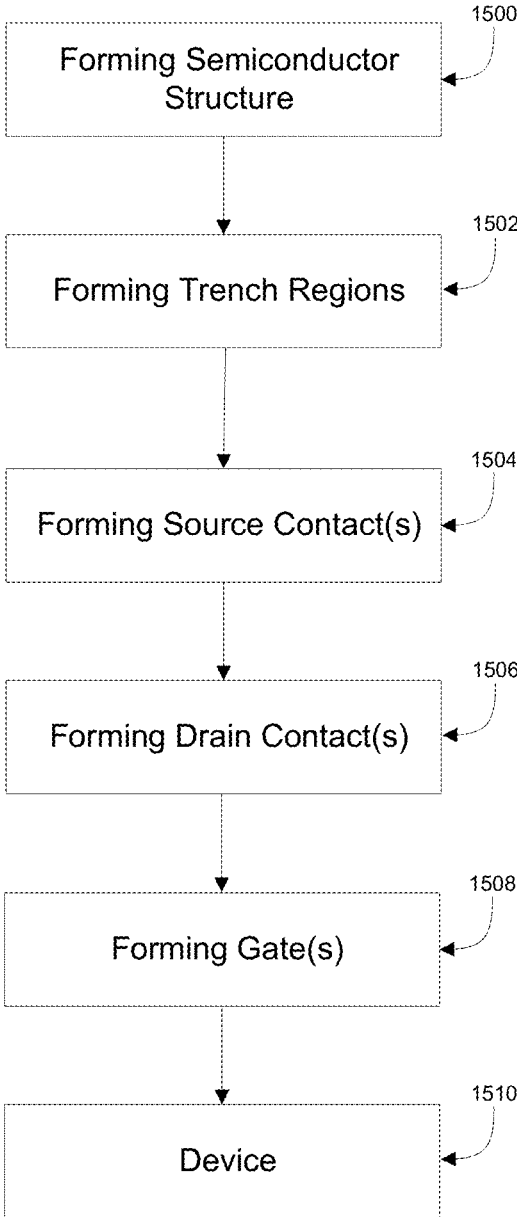 1500
Forming Semiconductor
Structure
1502
Forming Trench Regions
1504
Forming Source Contact(s)
1506
Forming Drain Contact(s)
1508
Forming Gate(s)
1510
Device